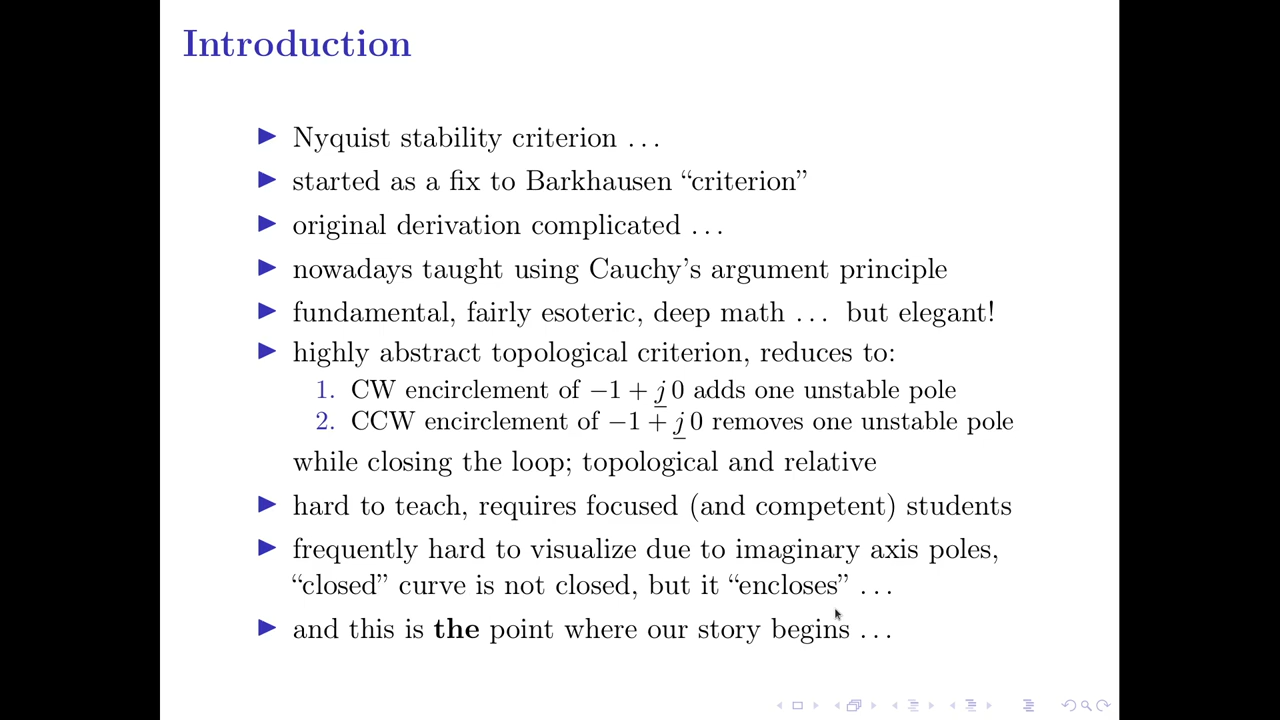 Introduction
Nyquist stability criterion ...
started as a fix to Barkhausen “criterion”
original derivation complicated ...
nowadays taught using Cauchy’s argument principle
fundamental, fairly esoteric, deep math ... but elegant!
highly abstract topological criterion, reduces to:
1. CW encirclement of −1 + j 0 adds one unstable pole
2. CCW encirclement of −1 + j 0 removes one unstable pole
while closing the loop; topological and relative
hard to teach, requires focused (and competent) students
frequently hard to visualize due to imaginary axis poles,
“closed” curve is not closed, but it “encloses” ...
and this is the point where our story begins ...